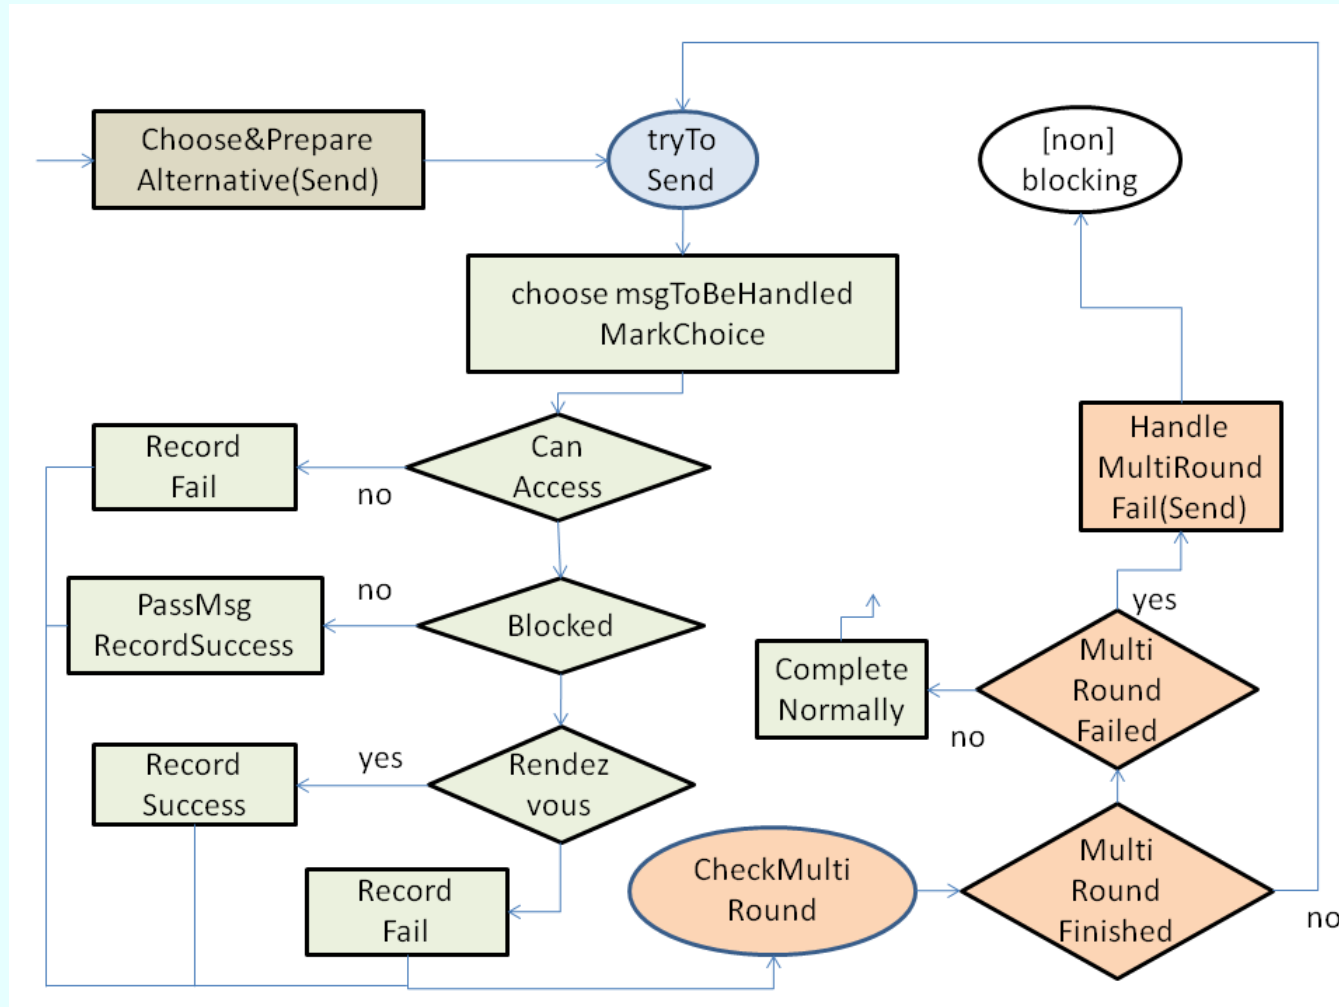 Choose&Prepare
Alternative(Send)
tryTo
Send
[non]
blocking
choose msgToBeHandled
MarkChoice
Can
Access
no
Record
Fail
Blocked
no
PassMsg
RecordSuccess
Rendez
vous
yes
Record
Success
Record
Fail
CheckMulti
Round
Multi
Round
Finished
no
Multi
Round
Failed
no
Complete
Normally
yes
Handle
MultiRound
Fail(Send)